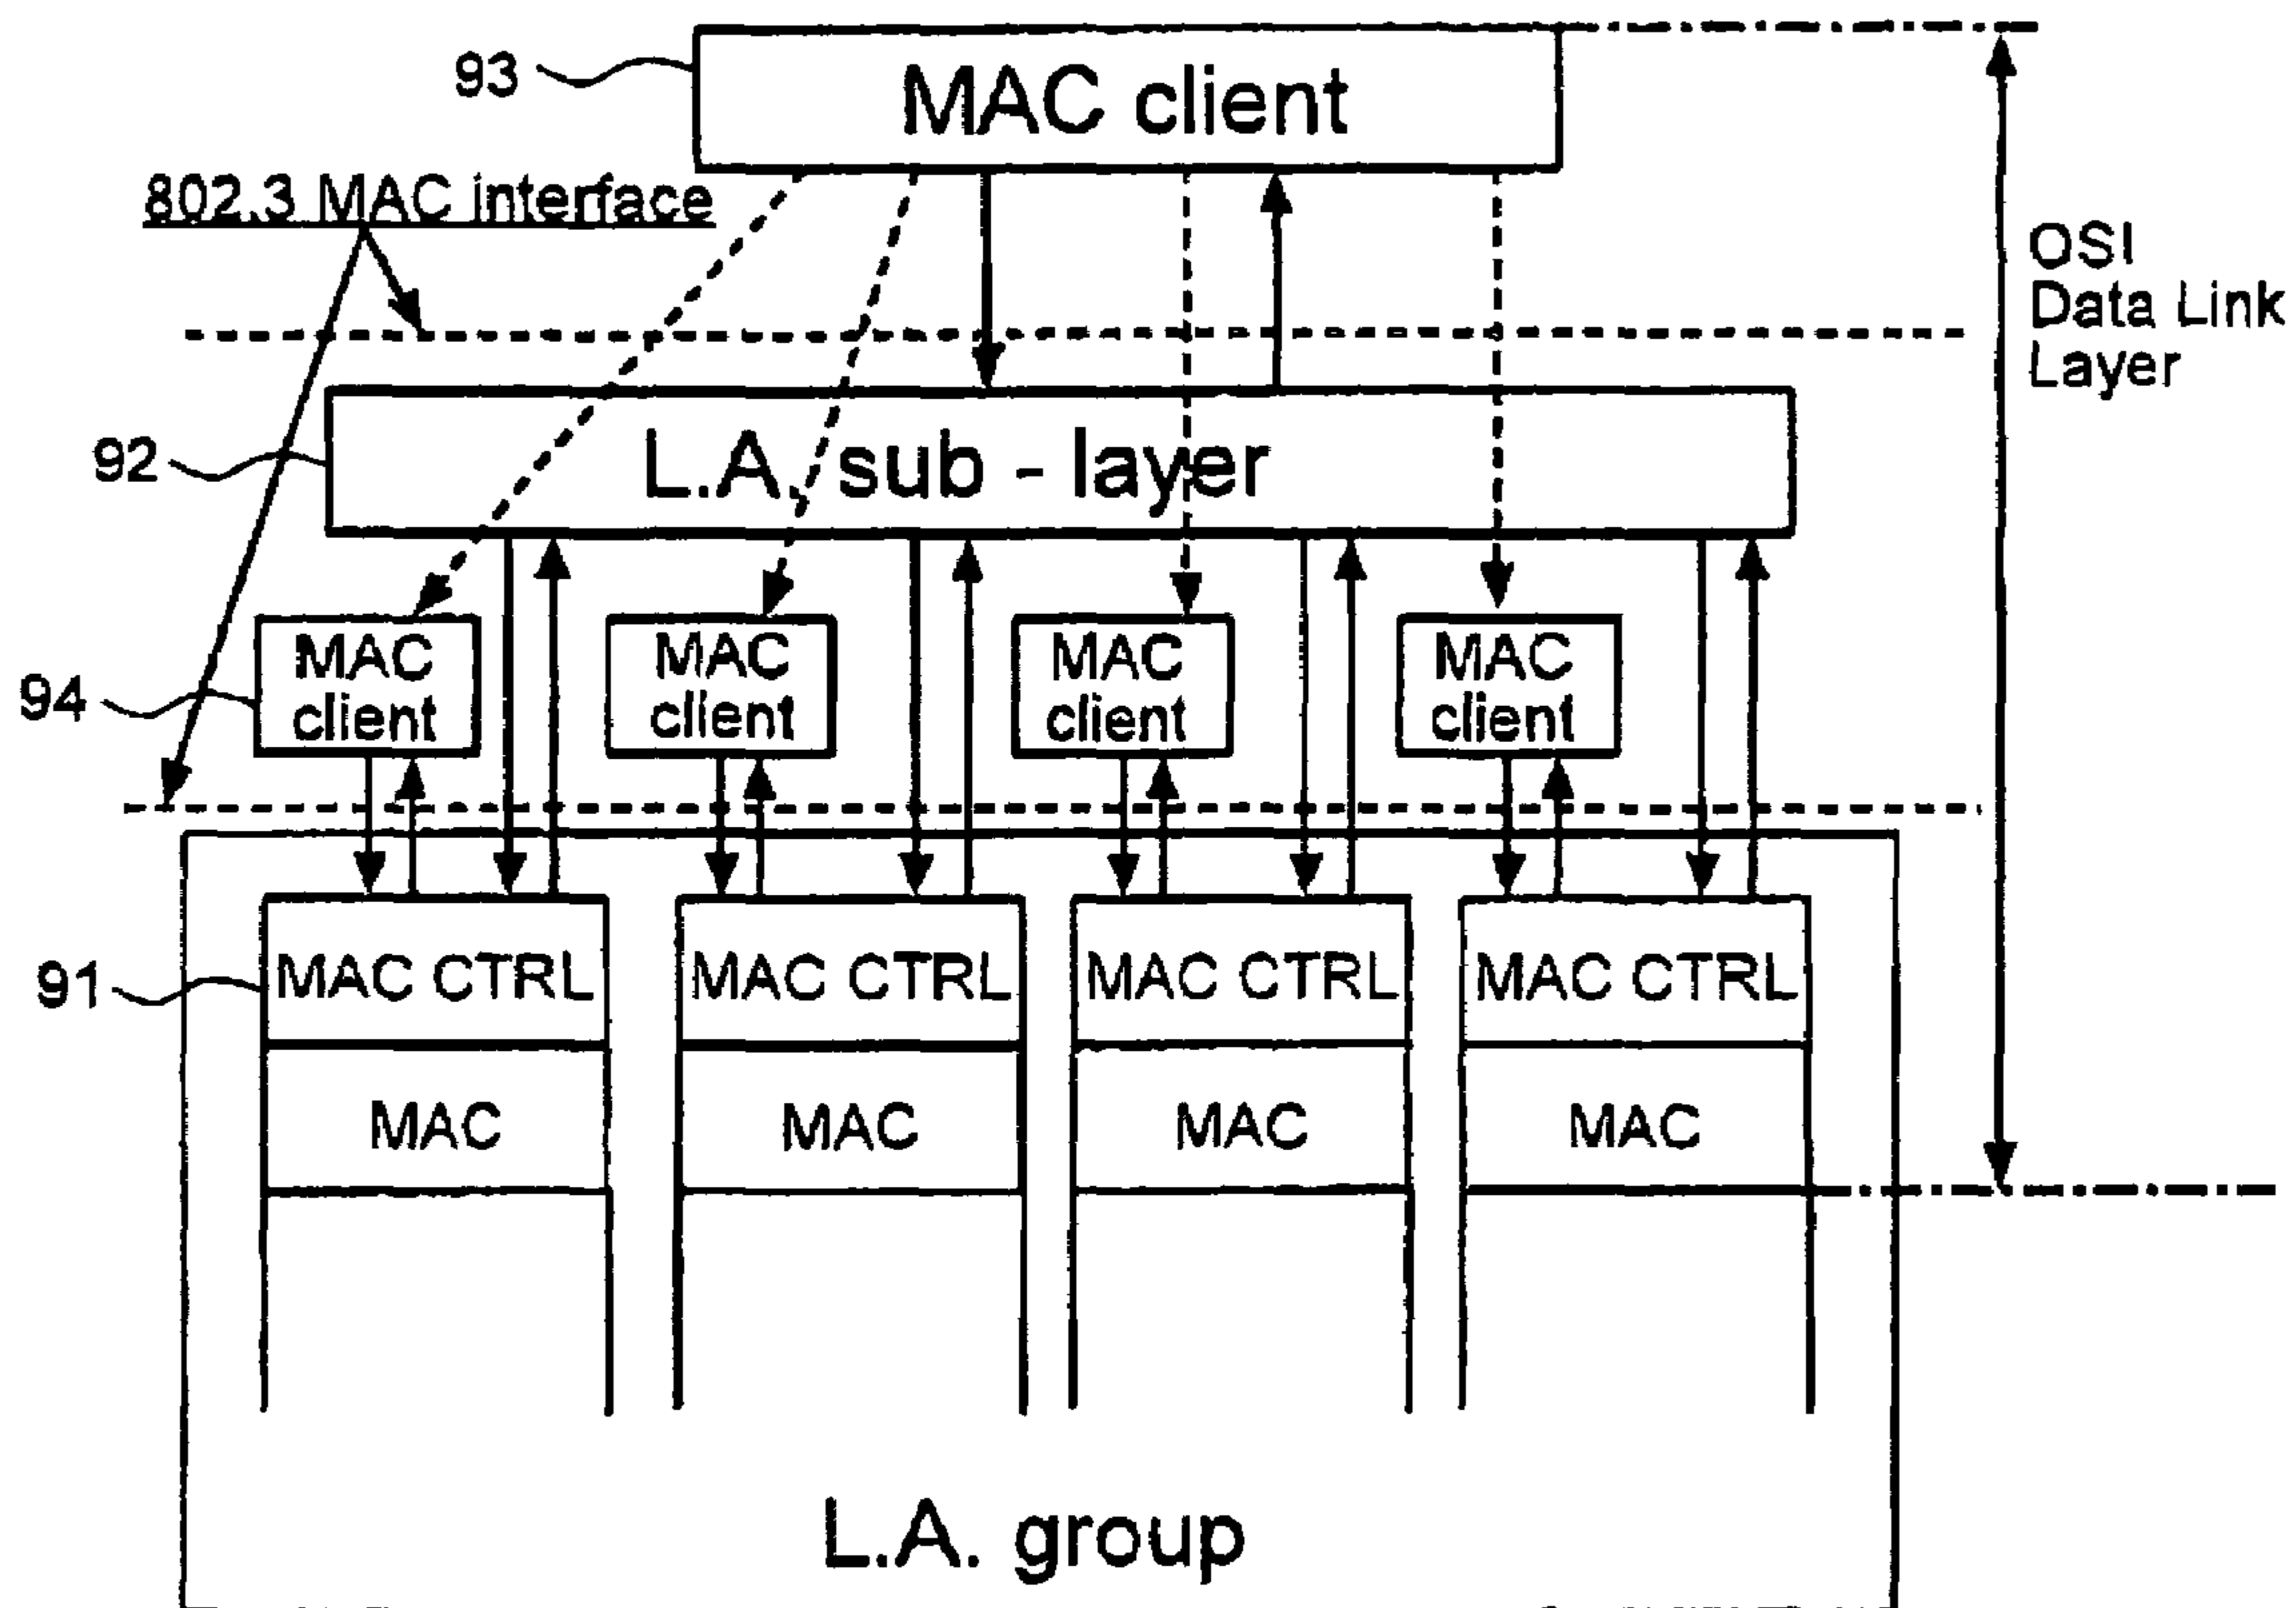 93
MAC client
802.3 MAC interface
OSI
Data Link
Layer
92
L.A. sub - layer
94
MAC
client
MAC
client
MAC
client
MAC
client
91
MAC CTRL
MAC CTRL
MAC CTRL
MAC CTRL
MAC
MAC
MAC
MAC
L.A. group